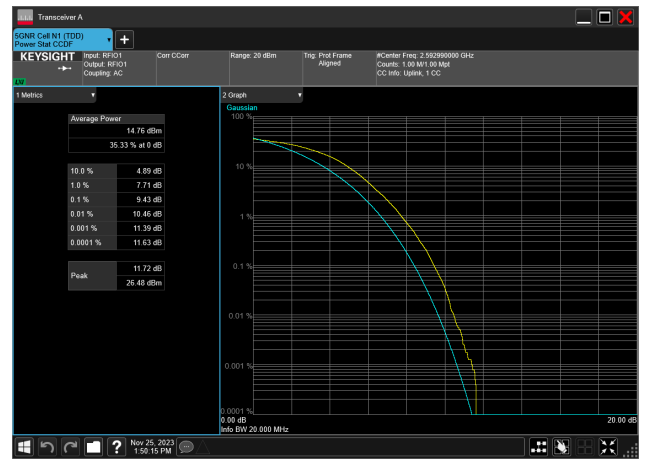 Transceiver A
5GNR Cell N1 (TDD)
Power Stat CCDF
KEYSIGHT
LW
Input: RFIO1
Output: RFIO1
Coupling: AC
Corr CCorr
Range: 20 dBm
Trig: Prot Frame
Aligned
#Center Freq: 2.592990000 GHz
Counts: 1.00 M/1.00 Mpt
CC Info: Uplink, 1 CC
1 Metrics
Average Power
14.76 dBm
35.33 % at 0 dB
10.0 % 4.89 dB
1.0 % 7.71 dB
0.1 % 9.43 dB
0.01 % 10.46 dB
0.001 % 11.39 dB
0.0001 % 11.63 dB
Peak
11.72 dB
26.48 dBm
2 Graph
Gaussian
100 %
10 %
1 %
0.1 %
0.01 %
0.001 %
0.0001 %
0.00 dB 20.00 dB
Info BW 20.000 MHz
Nov 25, 2023
1:50:15 PM